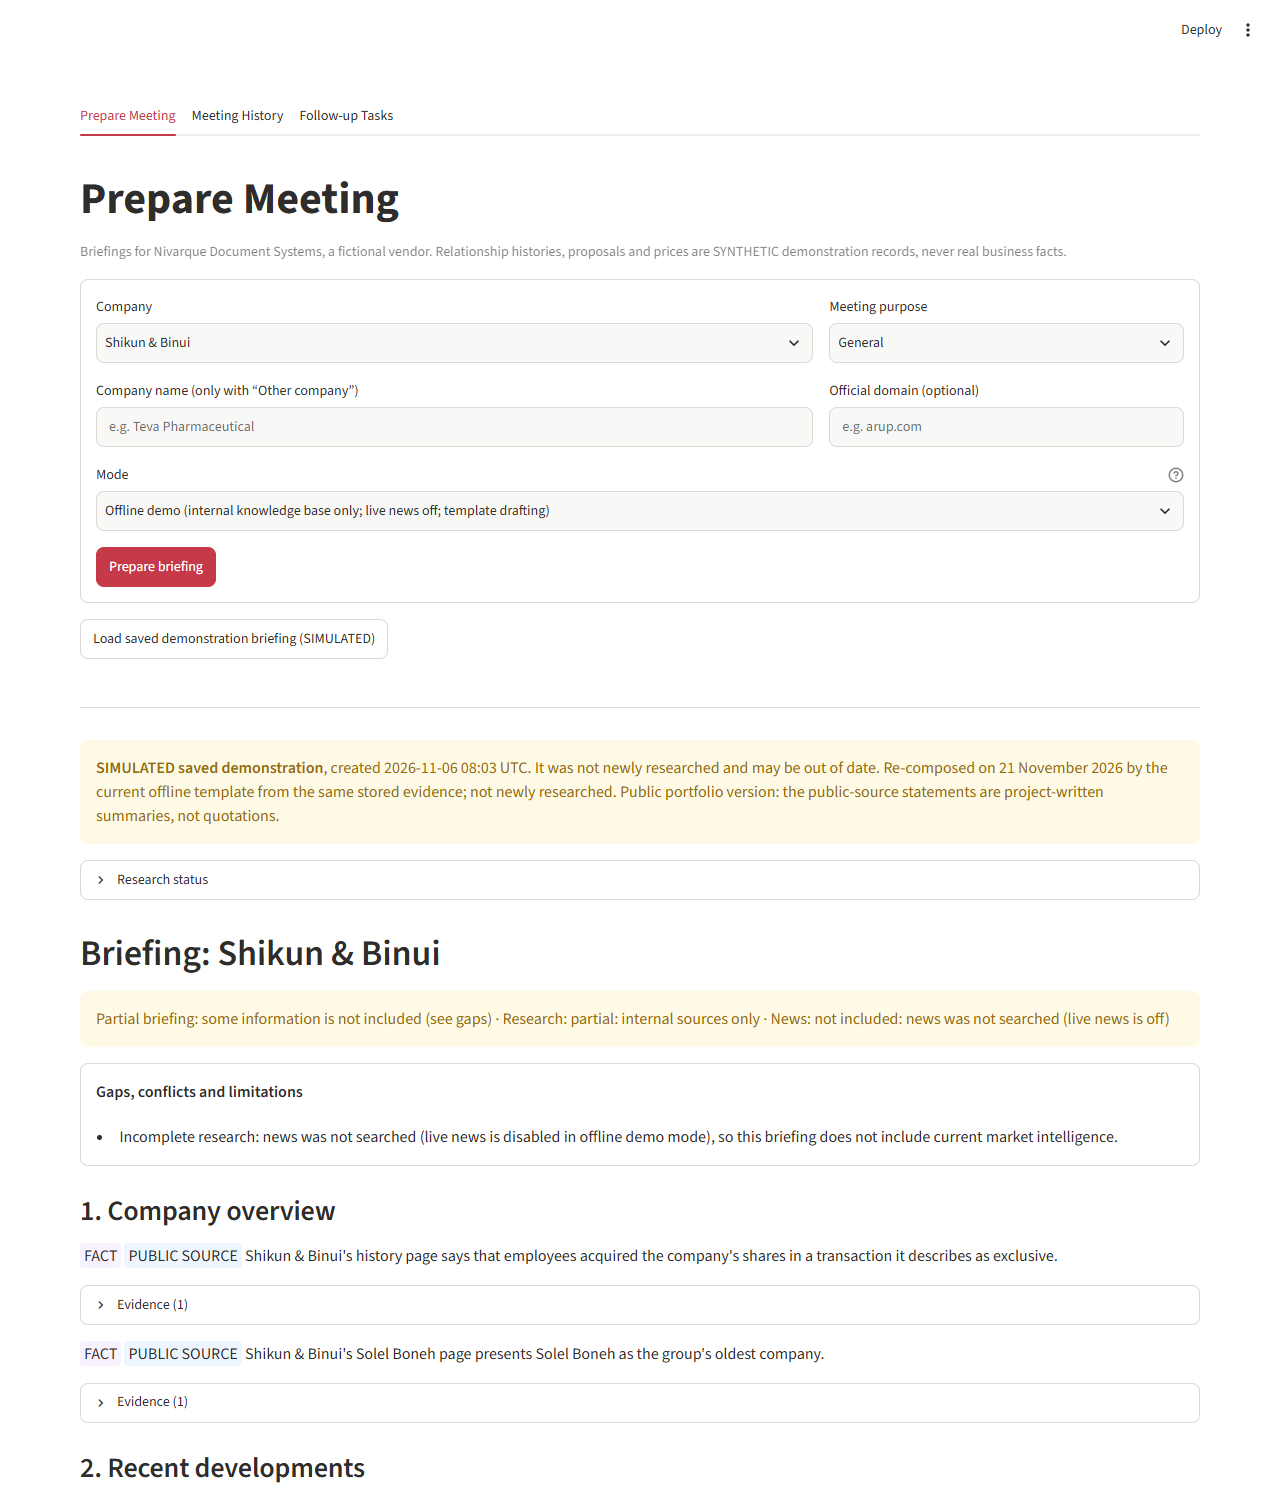 Deploy
Prepare Meeting
Meeting History
Follow-up Tasks
Prepare Meeting
Briefings for Nivarque Document Systems, a fictional vendor. Relationship histories, proposals and prices are SYNTHETIC demonstration records, never real business facts.
Company
Meeting purpose
Shikun & Binui
General
Company name (only with “Other company”)
Official domain (optional)
e.g. Teva Pharmaceutical
e.g. arup.com
Mode
Offline demo (internal knowledge base only; live news off; template drafting)
Prepare briefing
Load saved demonstration briefing (SIMULATED)
SIMULATED saved demonstration, created 2026-11-06 08:03 UTC. It was not newly researched and may be out of date. Re-composed on 21 November 2026 by the
current offline template from the same stored evidence; not newly researched. Public portfolio version: the public-source statements are project-written
summaries, not quotations.
Research status
Briefing: Shikun & Binui
Partial briefing: some information is not included (see gaps) · Research: partial: internal sources only · News: not included: news was not searched (live news is off)
Gaps, conflicts and limitations
• Incomplete research: news was not searched (live news is disabled in offline demo mode), so this briefing does not include current market intelligence.
1. Company overview
FACT PUBLIC SOURCE Shikun & Binui's history page says that employees acquired the company's shares in a transaction it describes as exclusive.
Evidence (1)
FACT PUBLIC SOURCE Shikun & Binui's Solel Boneh page presents Solel Boneh as the group's oldest company.
Evidence (1)
2. Recent developments